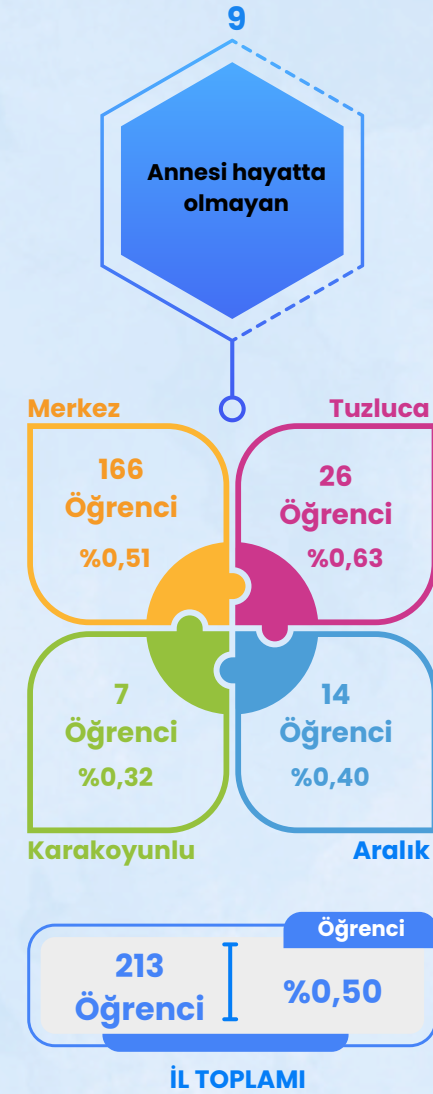 9
Annesi hayatta
olmayan
Merkez
166
Öğrenci
%0,51
Tuzluca
26
Öğrenci
%0,63
7
Öğrenci
%0,32
Karakoyunlu
14
Öğrenci
%0,40
Aralık
Öğrenci
213
Öğrenci
%0,50
İL TOPLAMI